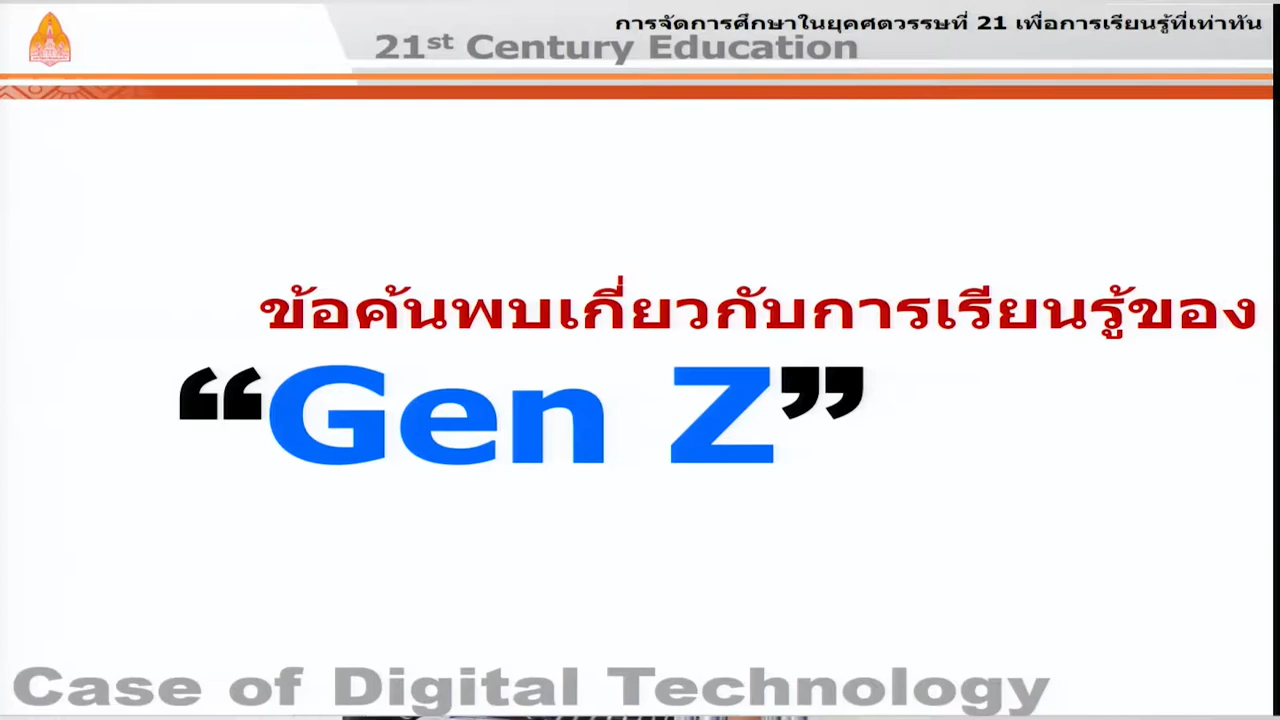 การจัดการศึกษาในยุคศตวรรษที่ 21 เพื่อการเรียนรู้ที่เท่าทัน
21st Century Education
ข้อค้นพบเกี่ยวกับการเรียนรู้ของ
“Gen Z”
Case of Digital Technology